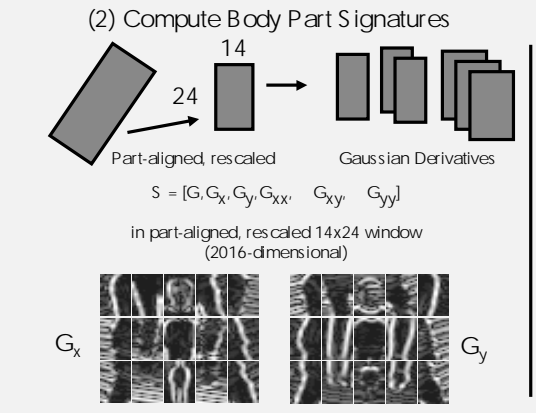 (2) Compute Body Part Signatures
14
24
Part-aligned, rescaled
Gaussian Derivatives
S = [G,Gx,Gy,Gxx, Gxy, Gyy]
in part-aligned, rescaled 14x24 window
(2016-dimensional)
Gx
Gy